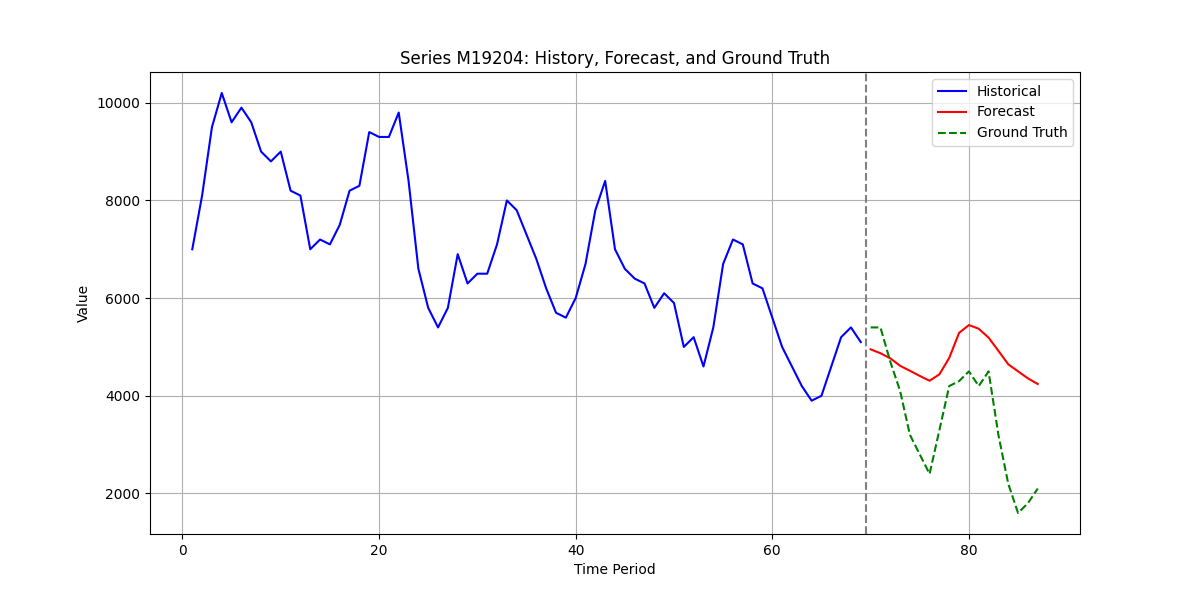 Series M19204: History, Forecast, and Ground Truth
Historical
Forecast
Ground Truth
10000
8000
6000
4000
2000
Value
0
20
40
60
80
Time Period